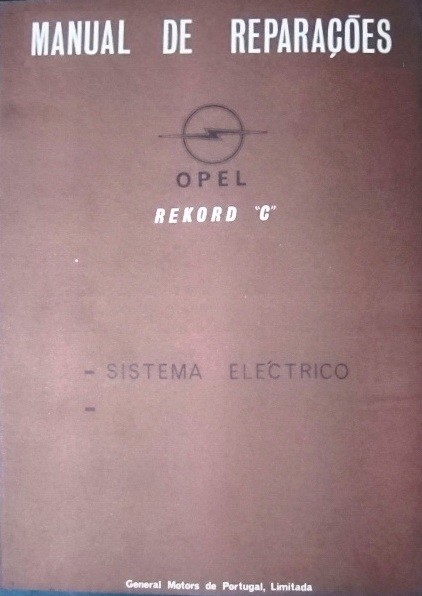 MANUAL DE REPARAÇÕES
OPEL
REKORD "C"
- SISTEMA ELÉCTRICO
-
General Motors de Portugal, Limitada